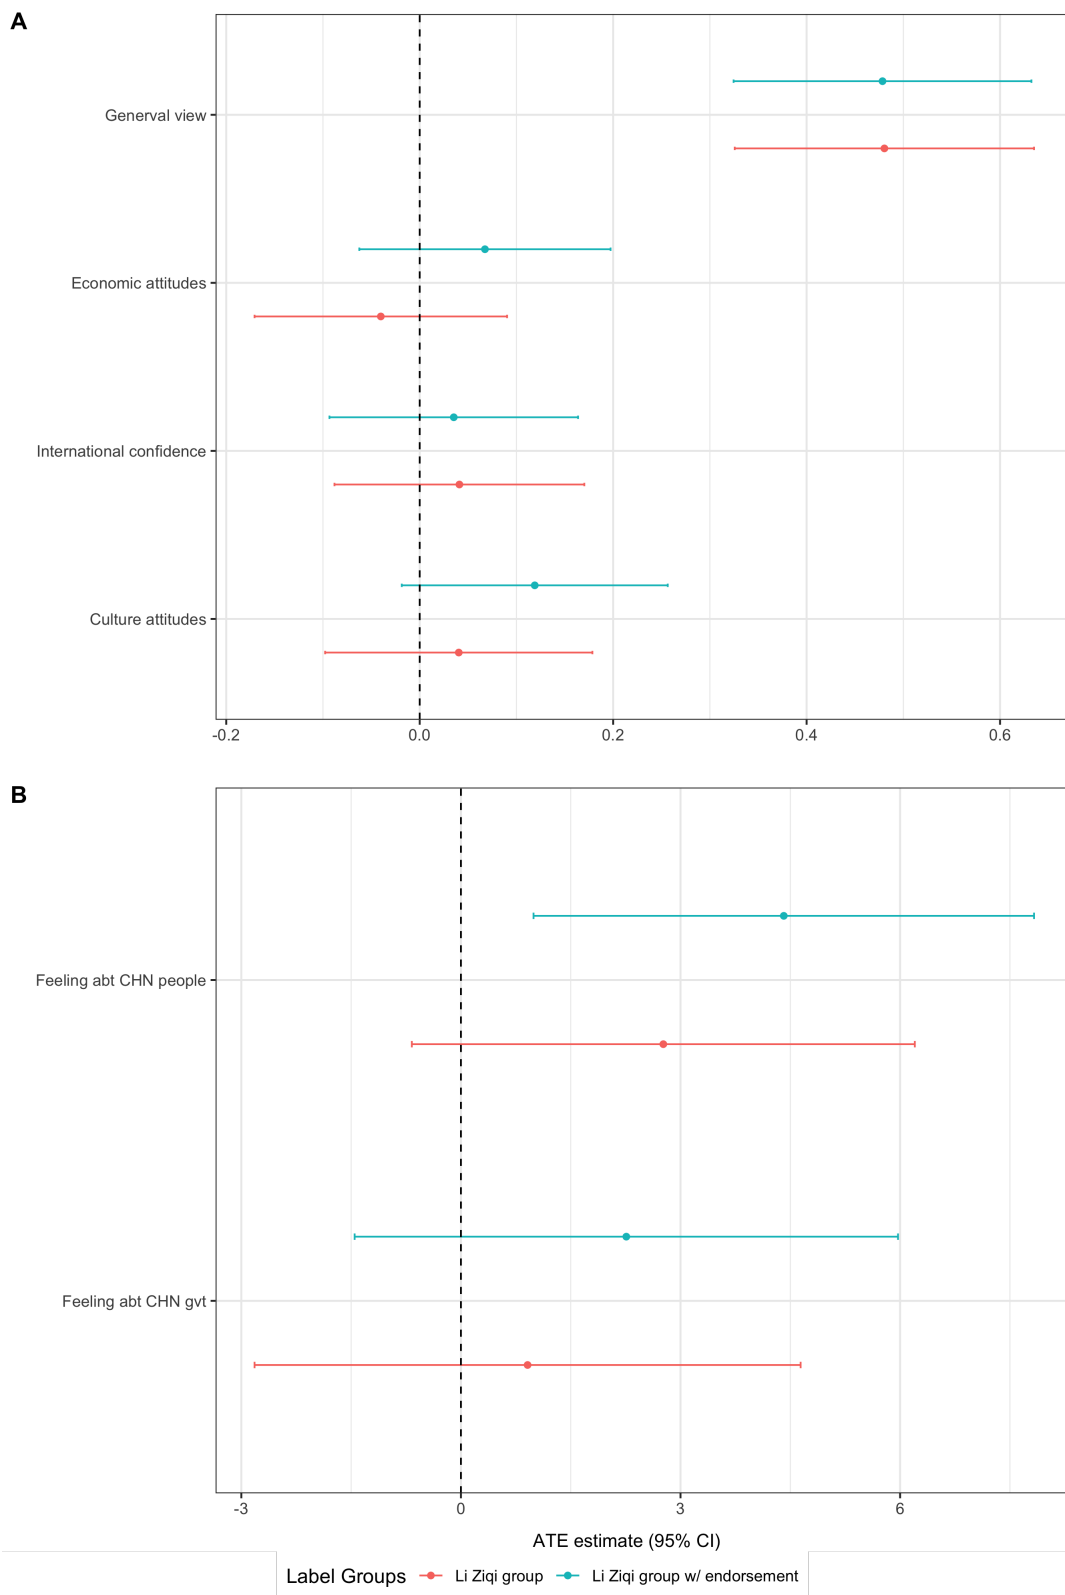 A
Generval view
Economic attitudes
International confidence
Culture attitudes
-0.2 0.0 0.2 0.4 0.6
B
Feeling abt CHN people
Feeling abt CHN gvt
-3 0 3 6
ATE estimate (95% CI)
Label Groups Li Ziqi group Li Ziqi group w/ endorsement